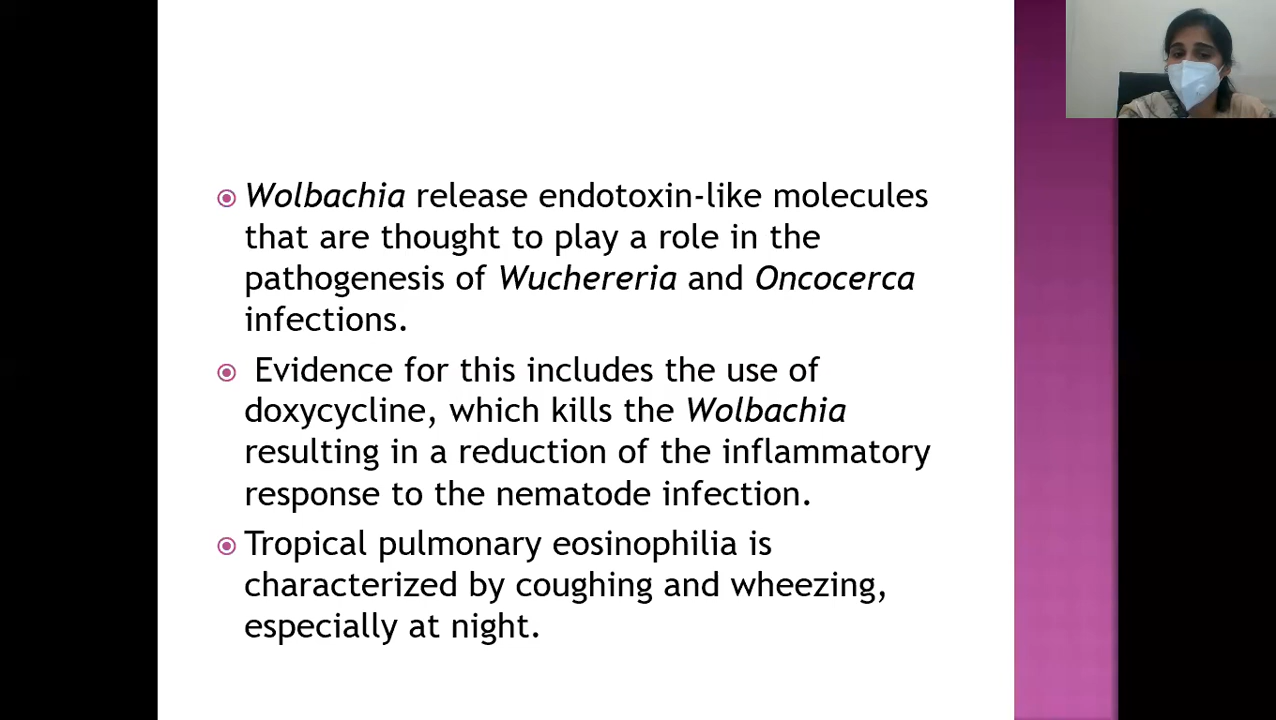 Wolbachia release endotoxin-like molecules
that are thought to play a role in the
pathogenesis of Wuchereria and Oncocerca
infections.
Evidence for this includes the use of
doxycycline, which kills the Wolbachia
resulting in a reduction of the inflammatory
response to the nematode infection.
Tropical pulmonary eosinophilia is
characterized by coughing and wheezing,
especially at night.